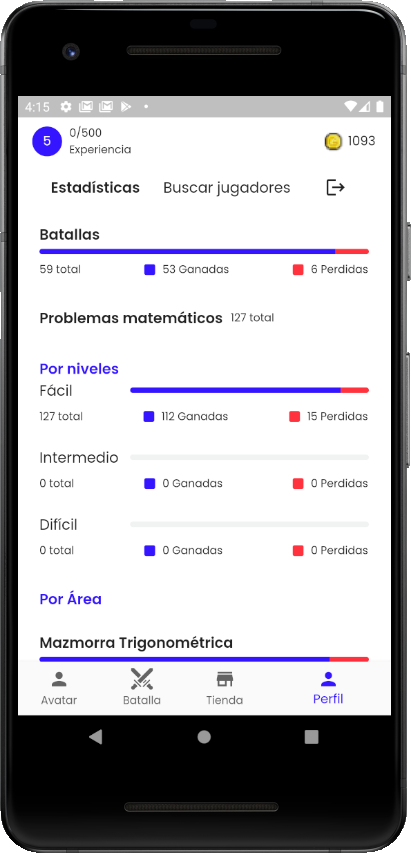 4:15
5
0/500
Experiencia
1093
Estadísticas Buscar jugadores
Batallas
59 total 53 Ganadas 6 Perdidas
Problemas matemáticos 127 total
Por niveles
Fácil
127 total 112 Ganadas 15 Perdidas
Intermedio
0 total 0 Ganadas 0 Perdidas
Difícil
0 total 0 Ganadas 0 Perdidas
Por Área
Mazmorra Trigonométrica
Avatar Batalla Tienda Perfil